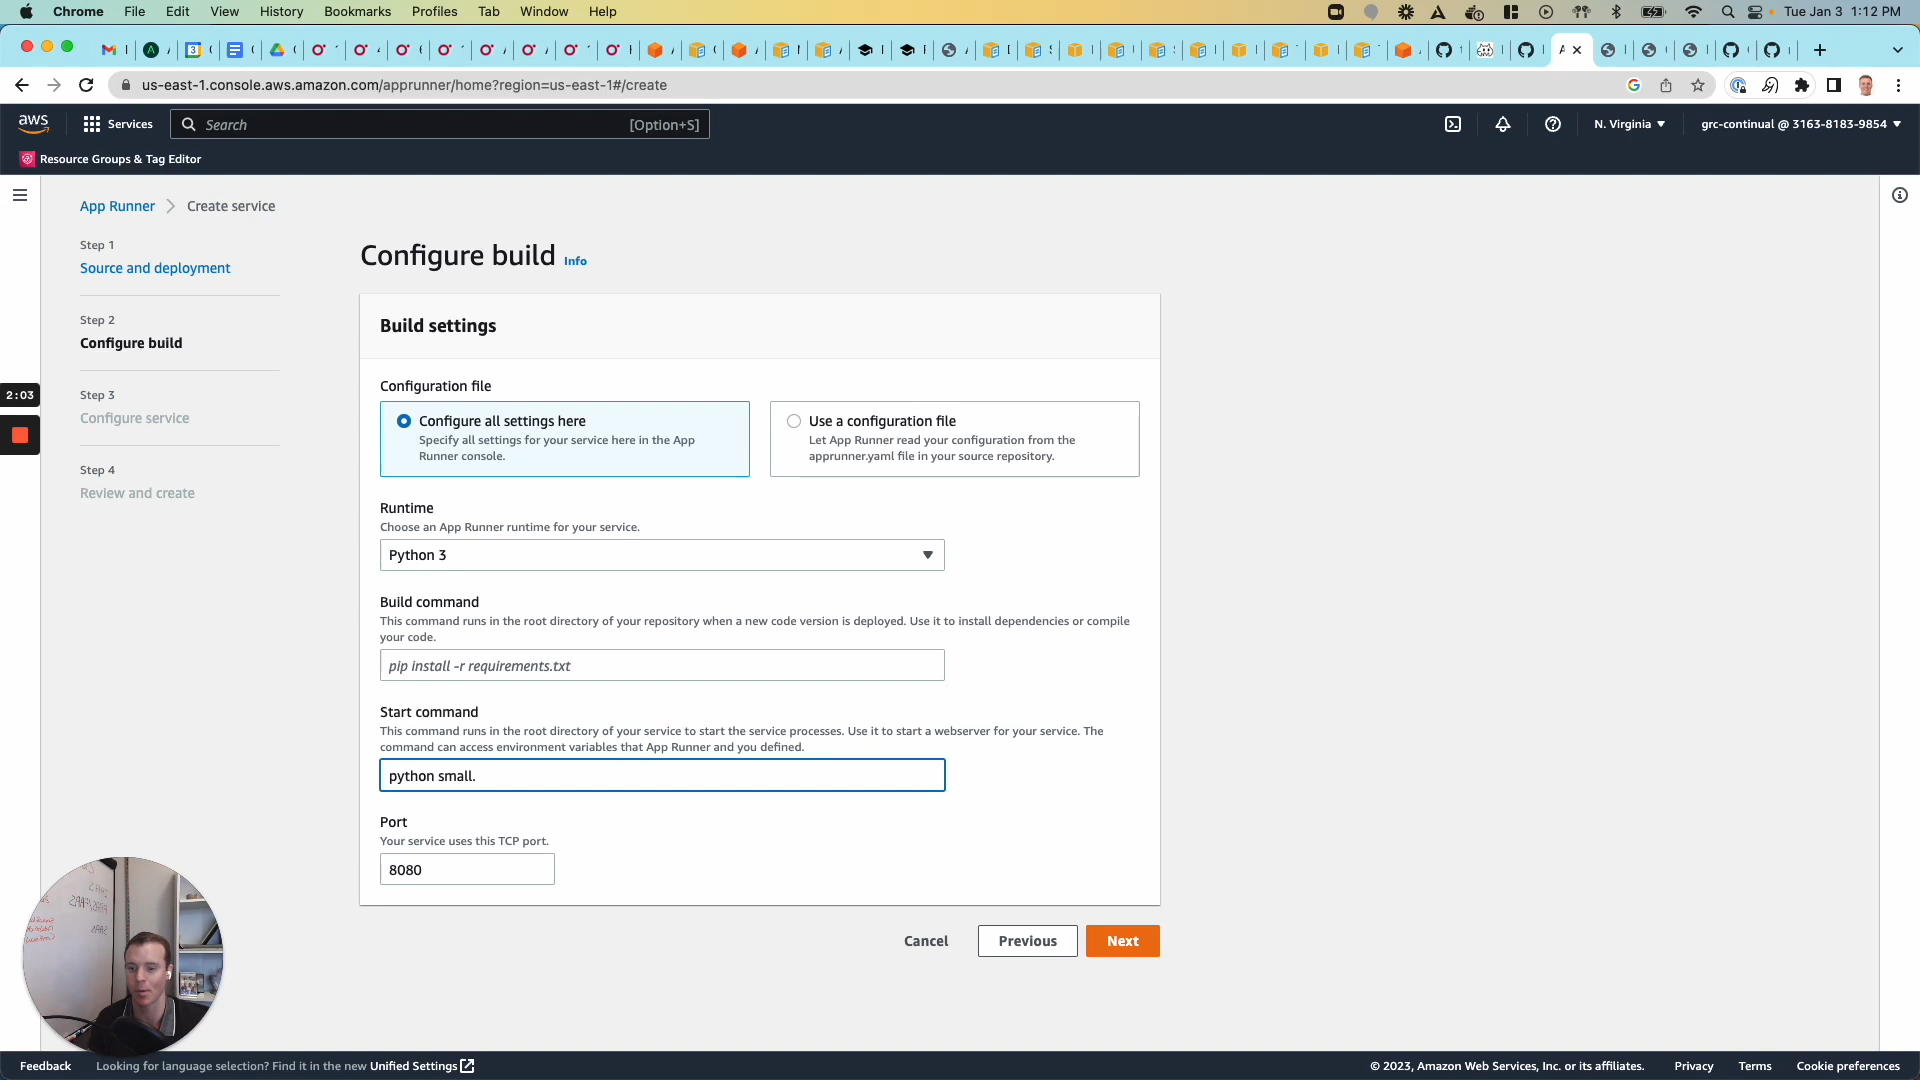 Chrome File Edit View History Bookmarks Profiles Tab Window Help
Tue Jan 3 1:12 PM
us-east-1.console.aws.amazon.com/apprunner/home?region=us-east-1#/create
aws
Services
Search
[Option+S]
N. Virginia
grc-continual @ 3163-8183-9854
Resource Groups & Tag Editor
App Runner
Create service
Step 1
Source and deployment
Step 2
Configure build
2:03
Step 3
Configure service
Step 4
Review and create
Configure build Info
Build settings
Configuration file
Configure all settings here
Specify all settings for your service here in the App
Runner console.
Use a configuration file
Let App Runner read your configuration from the
apprunner.yaml file in your source repository.
Runtime
Choose an App Runner runtime for your service.
Python 3
Build command
This command runs in the root directory of your repository when a new code version is deployed. Use it to install dependencies or compile
your code.
pip install -r requirements.txt
Start command
This command runs in the root directory of your service to start the service processes. Use it to start a webserver for your service. The
command can access environment variables that App Runner and you defined.
python small.
Port
Your service uses this TCP port.
8080
Cancel
Previous
Next
Feedback
Looking for language selection? Find it in the new Unified Settings
© 2023, Amazon Web Services, Inc. or its affiliates.
Privacy
Terms
Cookie preferences